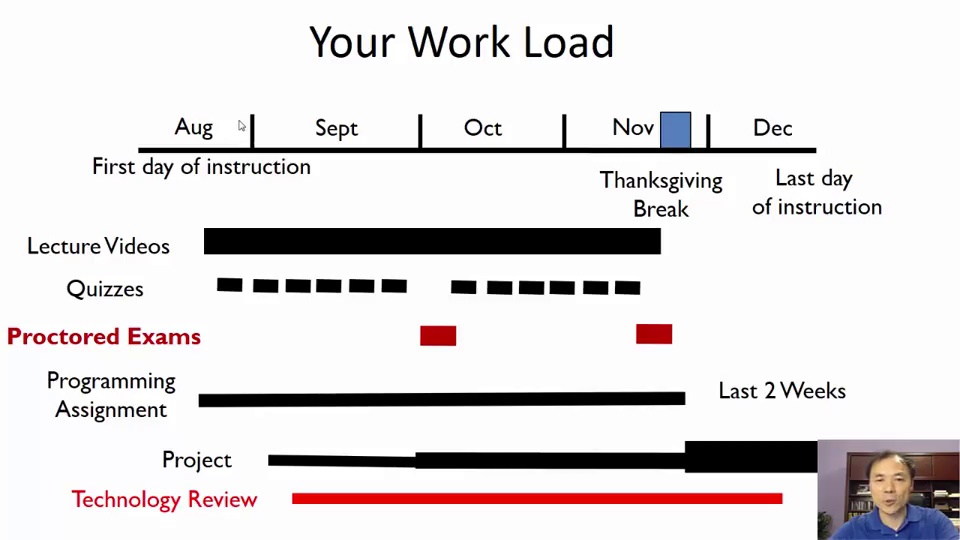 Your Work Load
Aug
Sept
Oct
Nov
Dec
First day of instruction
Thanksgiving
Break
Last day
of instruction
Lecture Videos
Quizzes
Proctored Exams
Programming
Assignment
Last 2 Weeks
Project
Technology Review